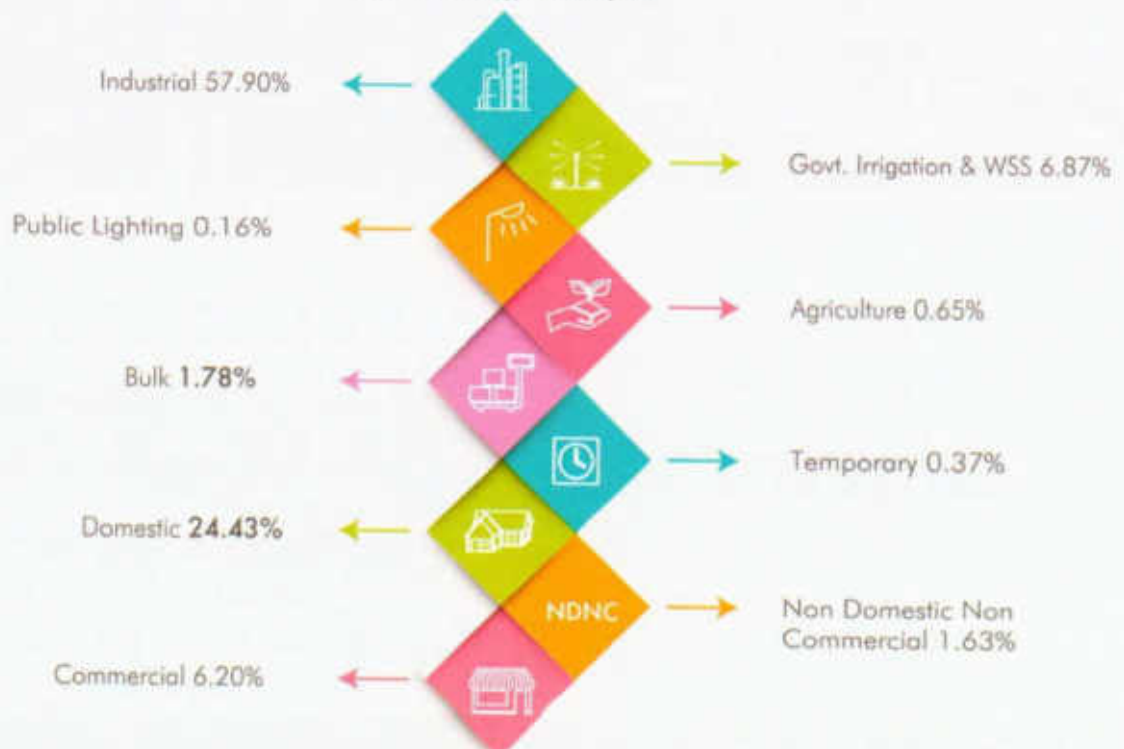 Industrial 57.90%
Govt. Irrigation & WSS 6.87%
Public Lighting 0.16%
Agriculture 0.65%
Bulk 1.78%
Temporary 0.37%
Domestic 24.43%
NDNC
Non Domestic Non
Commercial 1.63%
Commercial 6.20%